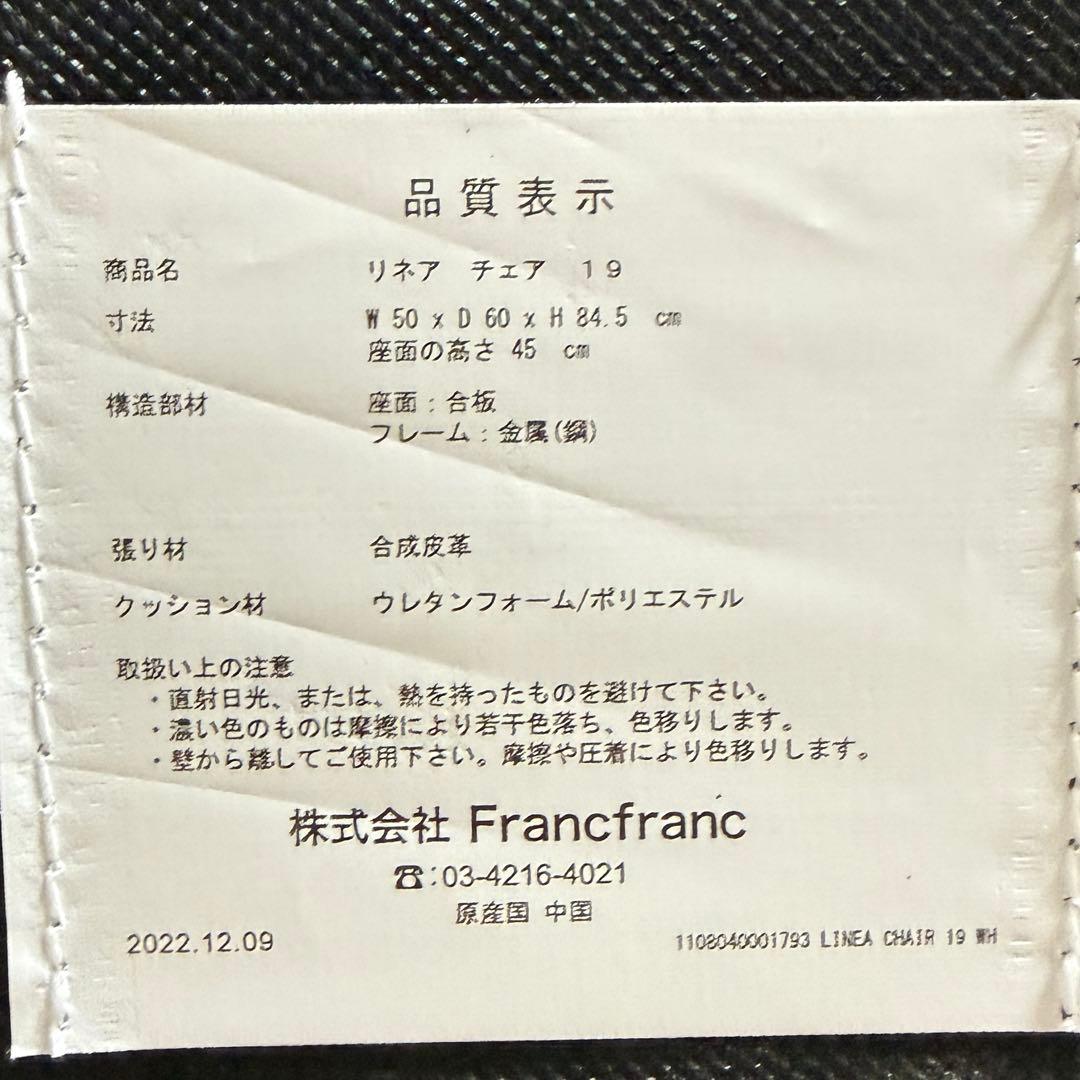 品質表示
商品名 リネア チェア 19
寸法 W 50 x D 60 x H 84.5 cm
座面の高さ 45 cm
構造部材 座面：合板
フレーム：金属(鋼)
張り材 合成皮革
クッション材 ウレタンフォーム/ポリエステル
取扱い上の注意
・直射日光、または、熱を持ったものを避けて下さい。
・濃い色のものは摩擦により若干色落ち、色移りします。
・壁から離してご使用下さい。摩擦や圧着により色移りします。
株式会社 Francfranc
☎:03-4216-4021
原産国 中国
2022.12.09 1108040001793 LINEA CHAIR 19 WH